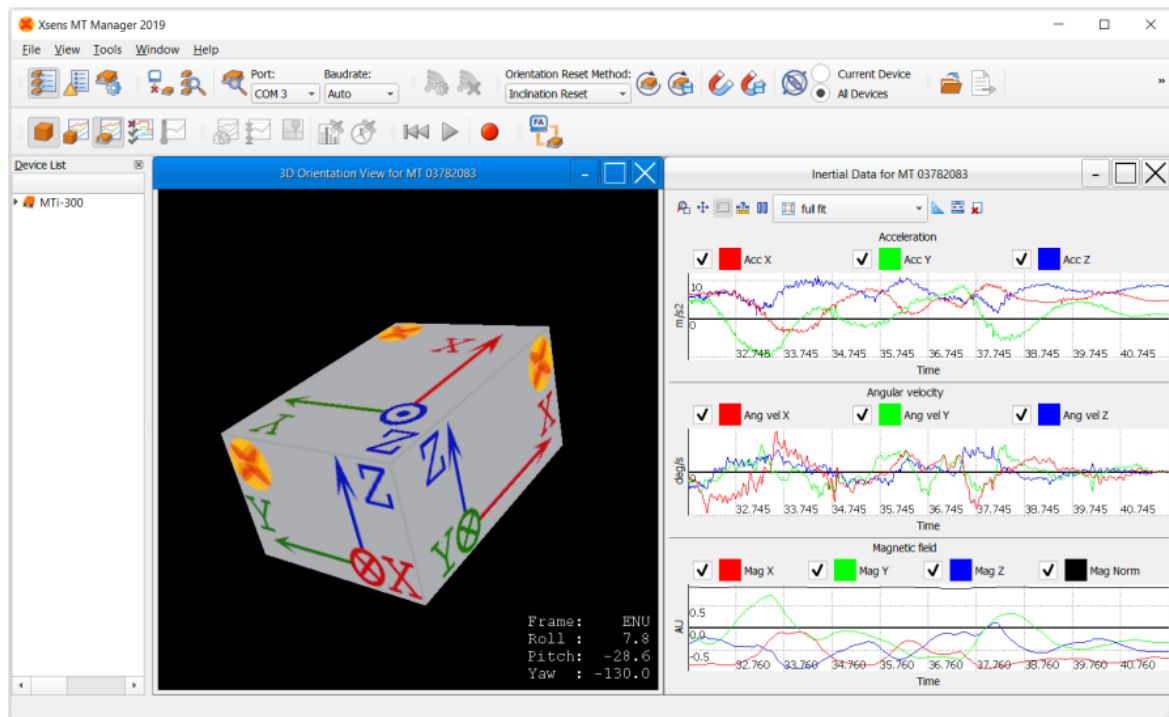 Xsens MT Manager 2019
File View Tools Window Help
Port: Baudrate: Orientation Reset Method: Current Device
COM 3 Auto Inclination Reset All Devices
»
FA
Device List
MTi-300
3D Orientation View for MT 03782083
X
X
Y
Z
Z
Z
X
Y
Y
X
Frame: ENU
Roll : 7.8
Pitch: -28.6
Yaw : -130.0
Inertial Data for MT 03782083
full fit
Acceleration
Acc X Acc Y Acc Z
10
0
m/s2
32.745 33.745 34.745 35.745 36.745 37.745 38.745 39.745 40.745
Time
Angular velocity
Ang vel X Ang vel Y Ang vel Z
0
deg/s
32.745 33.745 34.745 35.745 36.745 37.745 38.745 39.745 40.745
Time
Magnetic field
Mag X Mag Y Mag Z Mag Norm
0.5
0.0
-0.5
AU
32.760 33.760 34.760 35.760 36.760 37.760 38.760 39.760 40.760
Time